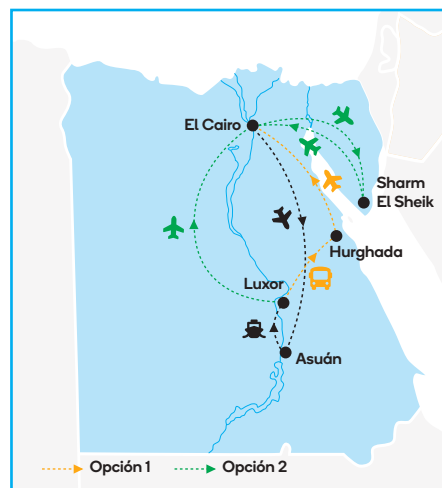 El Cairo
Sharm
El Sheik
Hurghada
Luxor
Asuán
Opción 1
Opción 2